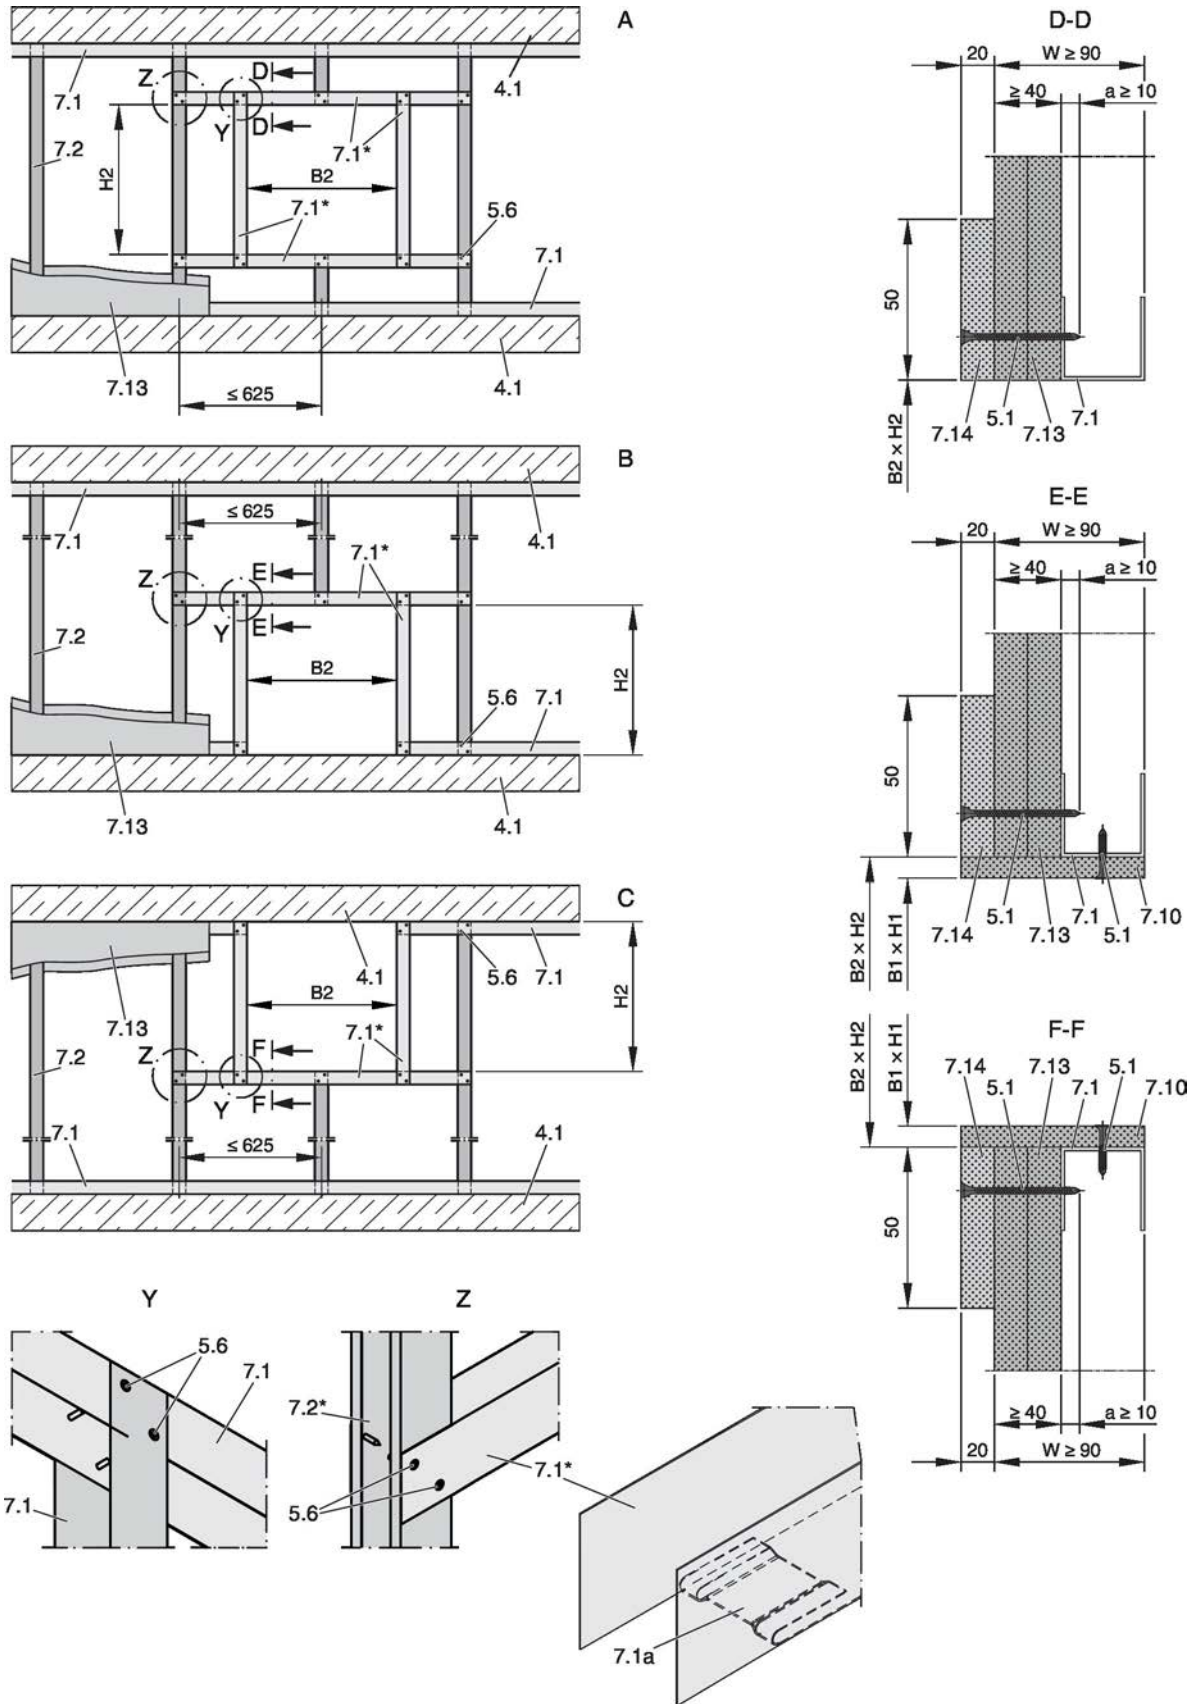 A
7.1
4.1
Z
D
D
Y
7.1*
7.2
H2
B2
7.1*
5.6
7.1
7.13
≤ 625
4.1
B
7.1
≤ 625
4.1
7.1*
Z
E
E
Y
7.2
B2
H2
5.6
7.1
7.13
4.1
C
4.1
5.6
7.1
7.13
B2
H2
7.2
Z
F
F
Y
7.1*
7.1
≤ 625
4.1
Y
5.6
7.1
7.1
Z
7.2*
7.1*
5.6
7.1a
D-D
20
W ≥ 90
≥ 40
a ≥ 10
50
B2 × H2
7.14
5.1
7.13
7.1
E-E
20
W ≥ 90
≥ 40
a ≥ 10
50
B2 × H2
B1 × H1
7.14
5.1
7.13
7.1
5.1
7.10
F-F
B2 × H2
B1 × H1
7.14
5.1
7.13
7.1
5.1
7.10
50
≥ 40
a ≥ 10
20
W ≥ 90